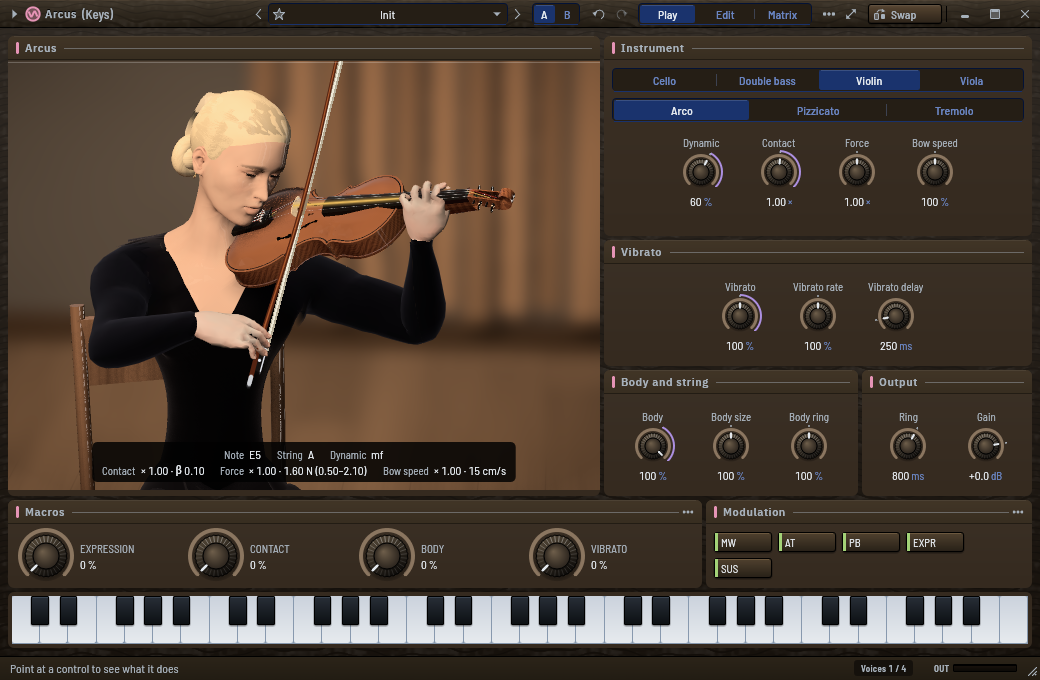 Arcus (Keys)
Init
A
B
Play
Edit
Matrix
Swap
Arcus
Note E5 String A Dynamic mf
Contact × 1.00 · β 0.10 Force × 1.00 · 1.60 N (0.50–2.10) Bow speed × 1.00 · 15 cm/s
Instrument
Cello Double bass Violin Viola
Arco Pizzicato Tremolo
Dynamic Contact Force Bow speed
60 % 1.00 × 1.00 × 100 %
Vibrato
Vibrato Vibrato rate Vibrato delay
100 % 100 % 250 ms
Body and string
Body Body size Body ring
100 % 100 % 100 %
Output
Ring Gain
800 ms +0.0 dB
Macros
EXPRESSION
0 %
CONTACT
0 %
BODY
0 %
VIBRATO
0 %
Modulation
MW AT PB EXPR
SUS
Point at a control to see what it does
Voices 1 / 4
OUT